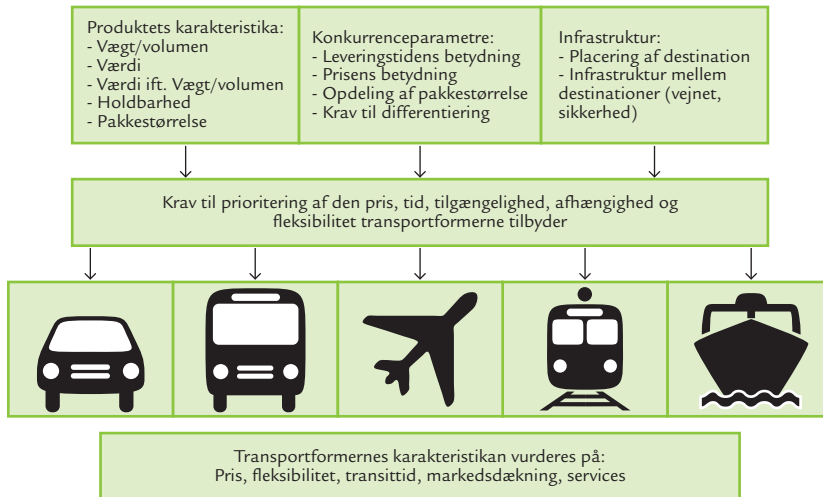 Produktets karakteristika:
- Vægt/volumen
- Værdi
- Værdi ift. Vægt/volumen
- Holdbarhed
- Pakkestørrelse
Konkurrenceparametre:
- Leveringstidens betydning
- Prisens betydning
- Opdeling af pakkestørrelse
- Krav til differentiering
Infrastruktur:
- Placering af destination
- Infrastruktur mellem
destinationer (vejnet,
sikkerhed)
Krav til prioritering af den pris, tid, tilgængelighed, afhængighed og
fleksibilitet transportformerne tilbyder
Transportformernes karakteristikan vurderes på:
Pris, fleksibilitet, transittid, markedsdækning, services